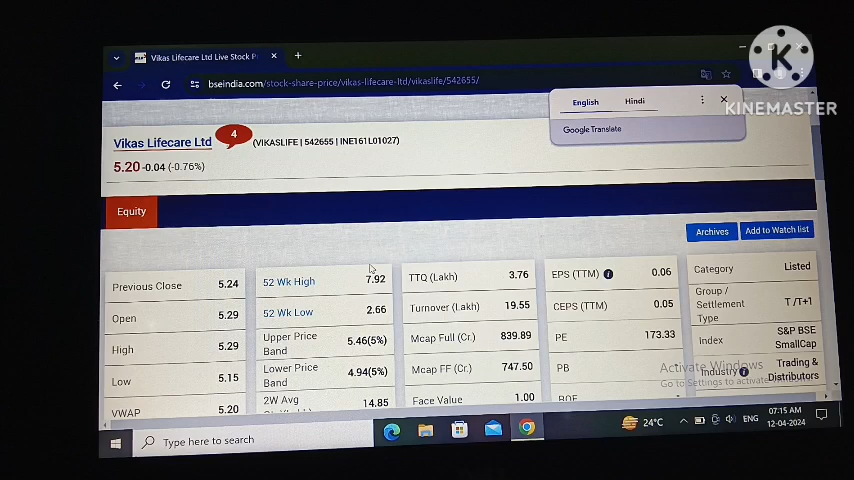 Vikas Lifecare Ltd Live Stock P
bseindia.com/stock-share-price/vikas-lifecare-ltd/vikaslife/542655/
K
KINEMASTER
English
Hindi
Google Translate
Vikas Lifecare Ltd
4
(VIKASLIFE | 542655 | INE161L01027)
5.20 -0.04 (-0.76%)
Equity
Archives
Add to Watch list
Previous Close 5.24
Open 5.29
High 5.29
Low 5.15
VWAP 5.20
52 Wk High 7.92
52 Wk Low 2.66
Upper Price
Band 5.46(5%)
Lower Price
Band 4.94(5%)
2W Avg 14.85
TTQ (Lakh) 3.76
Turnover (Lakh) 19.55
Mcap Full (Cr.) 839.89
Mcap FF (Cr.) 747.50
Face Value 1.00
EPS (TTM) 0.06
CEPS (TTM) 0.05
PE 173.33
PB
ROE
Category Listed
Group /
Settlement
Type T /T+1
Index S&P BSE
SmallCap
Industry Trading &
Distributors
Activate Windows
Go to Settings to activate
Type here to search
24°C
ENG
07:15 AM
12-04-2024